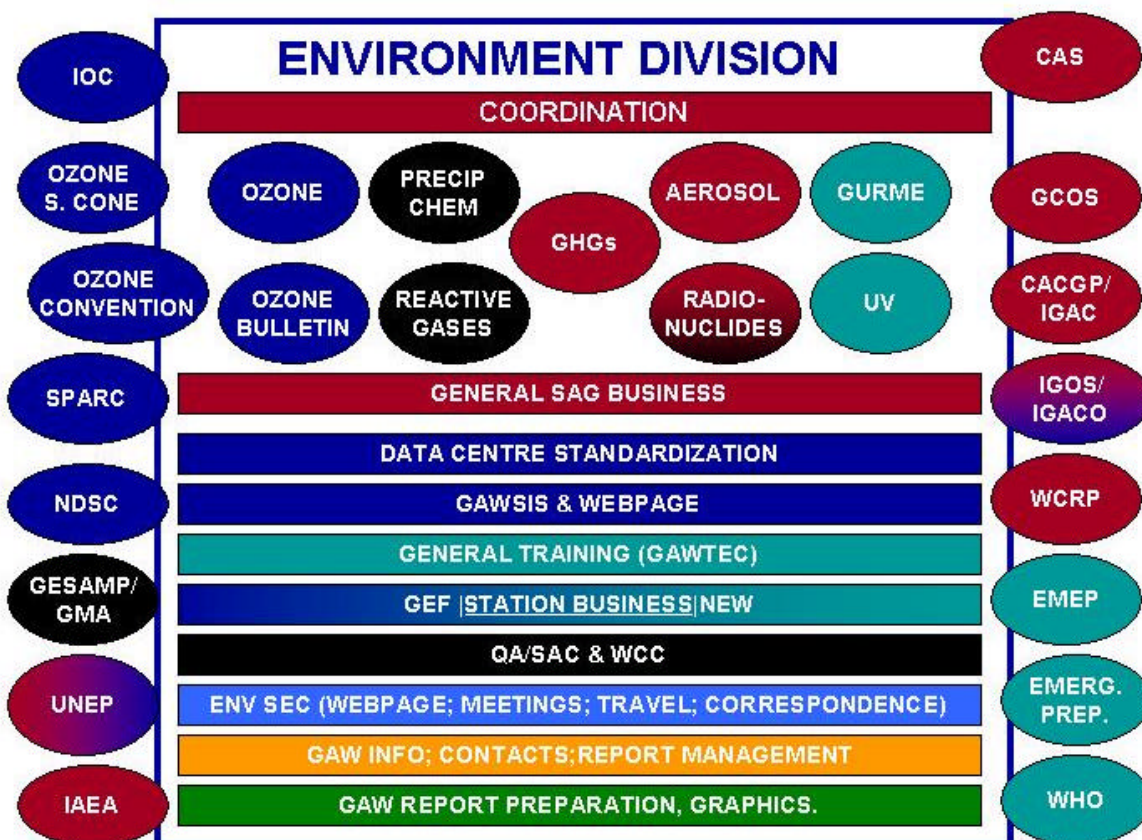 ENVIRONMENT DIVISION
COORDINATION
IOC
OZONE
S. CONE
OZONE
CONVENTION
SPARC
NDSC
GESAMP/
GMA
UNEP
IAEA
OZONE
PRECIP
CHEM
GHGs
AEROSOL
GURME
OZONE
BULLETIN
REACTIVE
GASES
RADIO-
NUCLIDES
UV
GENERAL SAG BUSINESS
DATA CENTRE STANDARDIZATION
GAWSIS & WEBPAGE
GENERAL TRAINING (GAWTEC)
GEF |STATION BUSINESS|NEW
QA/SAC & WCC
ENV SEC (WEBPAGE; MEETINGS; TRAVEL; CORRESPONDENCE)
GAW INFO; CONTACTS;REPORT MANAGEMENT
GAW REPORT PREPARATION, GRAPHICS.
CAS
GCOS
CACGP/
IGAC
IGOS/
IGACO
WCRP
EMEP
EMERG.
PREP.
WHO